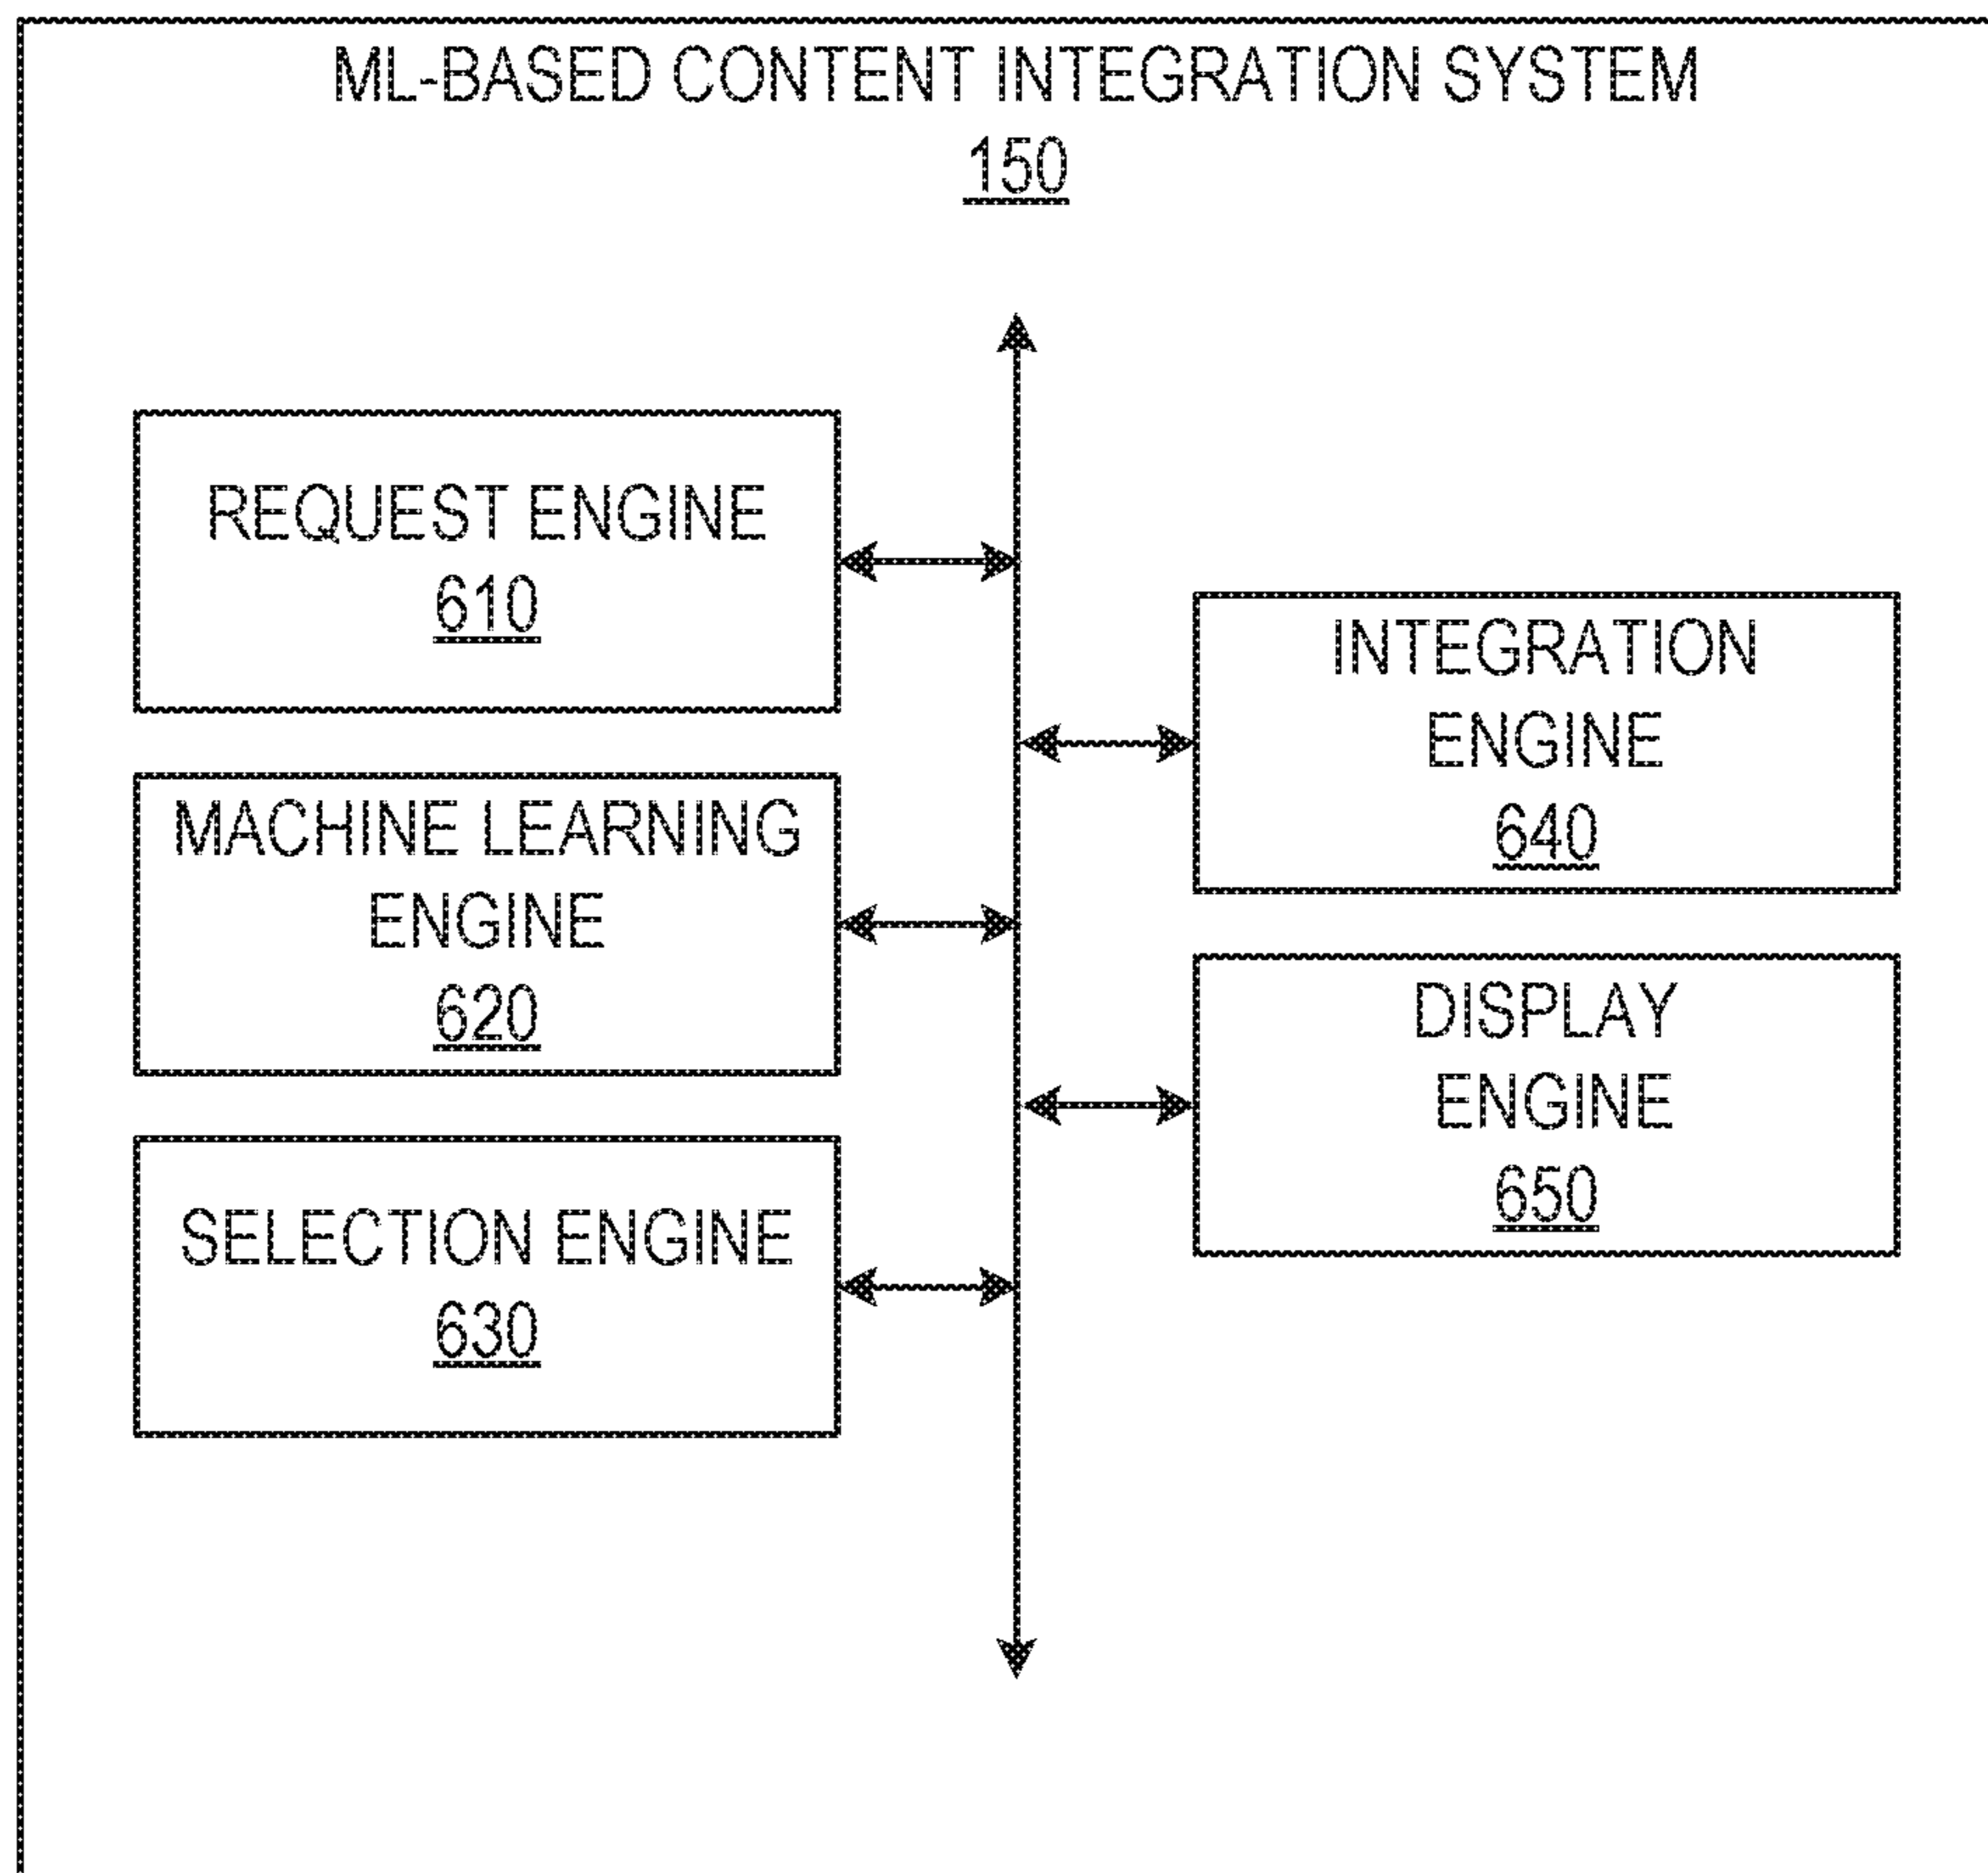 ML-BASED CONTENT INTEGRATION SYSTEM
150
REQUEST ENGINE
610
MACHINE LEARNING
ENGINE
620
SELECTION ENGINE
630
INTEGRATION
ENGINE
640
DISPLAY
ENGINE
650